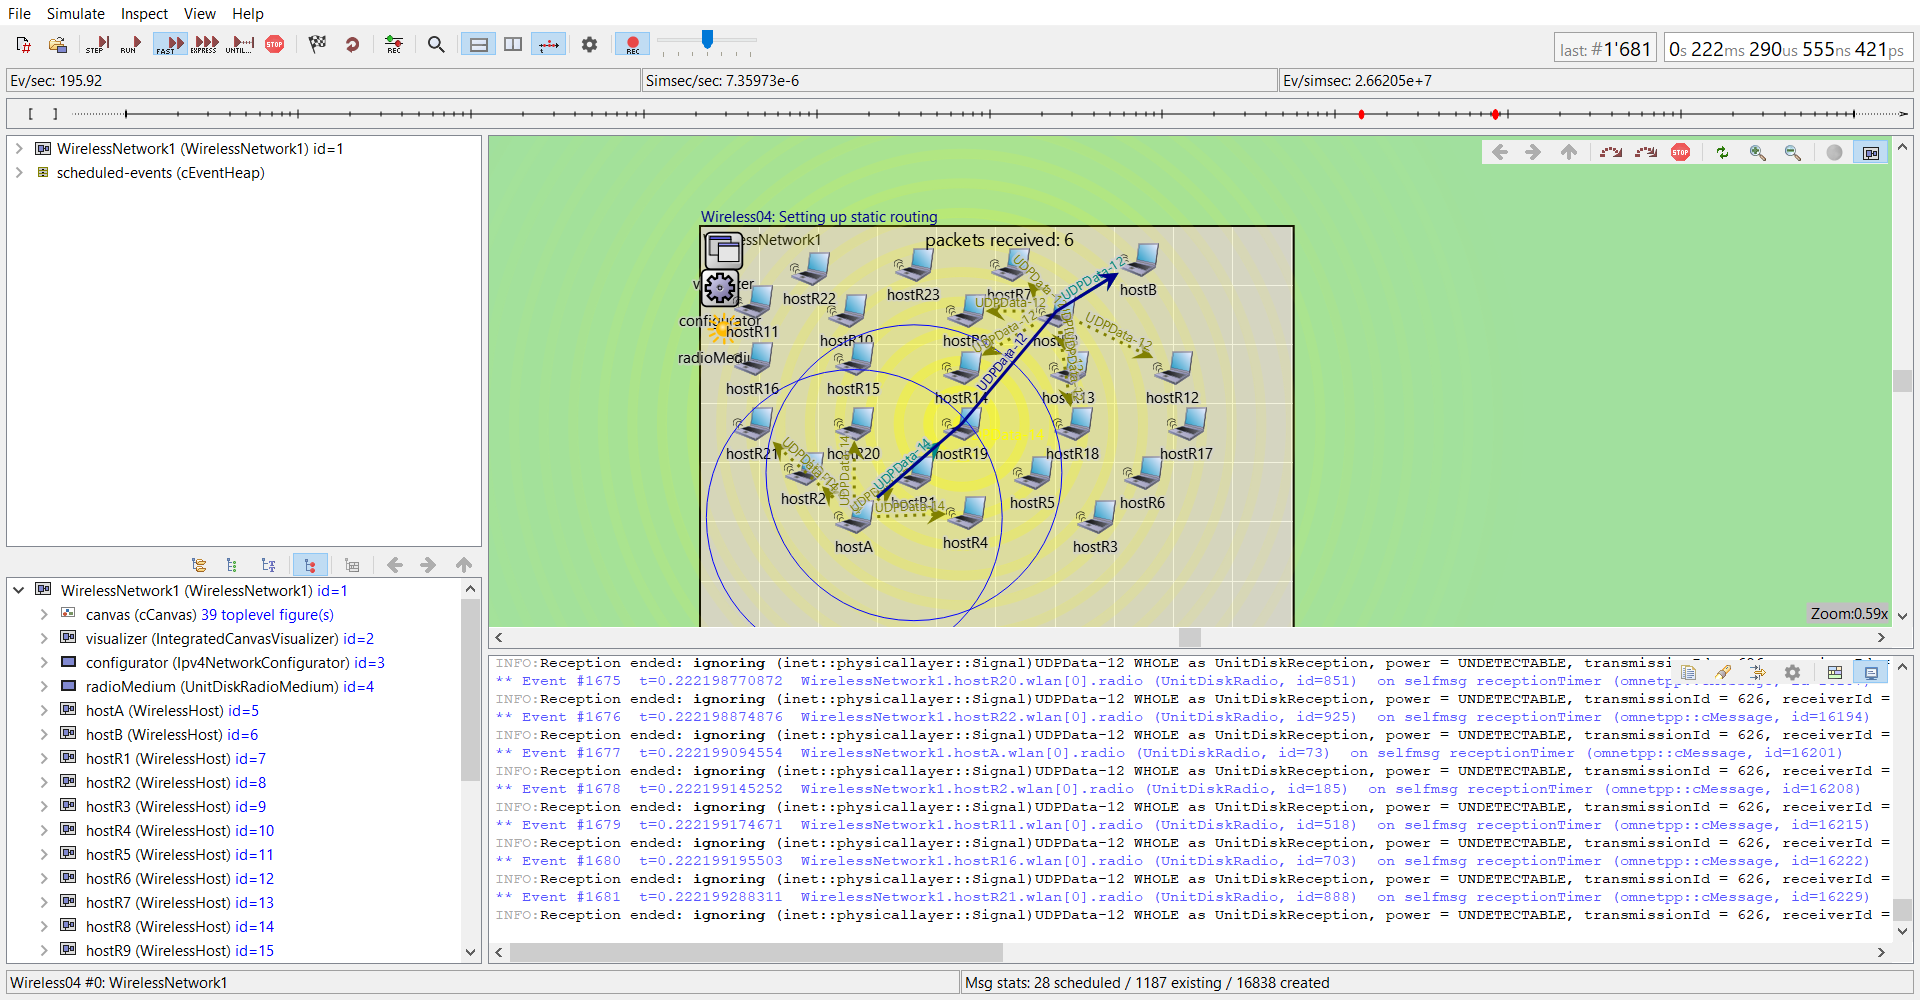 File Simulate Inspect View Help
STEP RUN FAST EXPRESS UNTIL... STOP REC REC
last: #1'681 0s 222ms 290us 555ns 421ps
Ev/sec: 195.92 Simsec/sec: 7.35973e-6 Ev/simsec: 2.66205e+7
[ ]
WirelessNetwork1 (WirelessNetwork1) id=1
scheduled-events (cEventHeap)
STOP
Wireless04: Setting up static routing
packets received: 6
hostR22
hostR23
hostR7
hostB
configurator
hostR11
hostR10
radioMedi
hostR16
hostR15
hostR14
hostR12
hostR21
hostR19
hostR18
hostR17
hostR2
hostR1
hostR5
hostR6
hostA
hostR4
hostR3
UDPData-12
UDPData-12
UDPData-12
UDPData-12
UDPData-12
UDPData-14
UDPData-14
UDPData-14
UDPData-14
Zoom:0.59x
WirelessNetwork1 (WirelessNetwork1) id=1
canvas (cCanvas) 39 toplevel figure(s)
visualizer (IntegratedCanvasVisualizer) id=2
configurator (Ipv4NetworkConfigurator) id=3
radioMedium (UnitDiskRadioMedium) id=4
hostA (WirelessHost) id=5
hostB (WirelessHost) id=6
hostR1 (WirelessHost) id=7
hostR2 (WirelessHost) id=8
hostR3 (WirelessHost) id=9
hostR4 (WirelessHost) id=10
hostR5 (WirelessHost) id=11
hostR6 (WirelessHost) id=12
hostR7 (WirelessHost) id=13
hostR8 (WirelessHost) id=14
hostR9 (WirelessHost) id=15
INFO:Reception ended: ignoring (inet::physicallayer::Signal)UDPData-12 WHOLE as UnitDiskReception, power = UNDETECTABLE,
** Event #1675 t=0.222198770872 WirelessNetwork1.hostR20.wlan[0].radio (UnitDiskRadio, id=851) on selfmsg receptionTimer (omnetpp::cMessage,
INFO:Reception ended: ignoring (inet::physicallayer::Signal)UDPData-12 WHOLE as UnitDiskReception, power = UNDETECTABLE, transmissionId = 626, receiverId =
** Event #1676 t=0.222198874876 WirelessNetwork1.hostR22.wlan[0].radio (UnitDiskRadio, id=925) on selfmsg receptionTimer (omnetpp::cMessage, id=16194)
INFO:Reception ended: ignoring (inet::physicallayer::Signal)UDPData-12 WHOLE as UnitDiskReception, power = UNDETECTABLE, transmissionId = 626, receiverId =
** Event #1677 t=0.222199094554 WirelessNetwork1.hostA.wlan[0].radio (UnitDiskRadio, id=73) on selfmsg receptionTimer (omnetpp::cMessage, id=16201)
INFO:Reception ended: ignoring (inet::physicallayer::Signal)UDPData-12 WHOLE as UnitDiskReception, power = UNDETECTABLE, transmissionId = 626, receiverId =
** Event #1678 t=0.222199145252 WirelessNetwork1.hostR2.wlan[0].radio (UnitDiskRadio, id=185) on selfmsg receptionTimer (omnetpp::cMessage, id=16208)
INFO:Reception ended: ignoring (inet::physicallayer::Signal)UDPData-12 WHOLE as UnitDiskReception, power = UNDETECTABLE, transmissionId = 626, receiverId =
** Event #1679 t=0.222199174671 WirelessNetwork1.hostR11.wlan[0].radio (UnitDiskRadio, id=518) on selfmsg receptionTimer (omnetpp::cMessage, id=16215)
INFO:Reception ended: ignoring (inet::physicallayer::Signal)UDPData-12 WHOLE as UnitDiskReception, power = UNDETECTABLE, transmissionId = 626, receiverId =
** Event #1680 t=0.222199195503 WirelessNetwork1.hostR16.wlan[0].radio (UnitDiskRadio, id=703) on selfmsg receptionTimer (omnetpp::cMessage, id=16222)
INFO:Reception ended: ignoring (inet::physicallayer::Signal)UDPData-12 WHOLE as UnitDiskReception, power = UNDETECTABLE, transmissionId = 626, receiverId =
** Event #1681 t=0.222199288311 WirelessNetwork1.hostR21.wlan[0].radio (UnitDiskRadio, id=888) on selfmsg receptionTimer (omnetpp::cMessage, id=16229)
INFO:Reception ended: ignoring (inet::physicallayer::Signal)UDPData-12 WHOLE as UnitDiskReception, power = UNDETECTABLE, transmissionId = 626, receiverId =
Wireless04 #0: WirelessNetwork1 Msg stats: 28 scheduled / 1187 existing / 16838 created